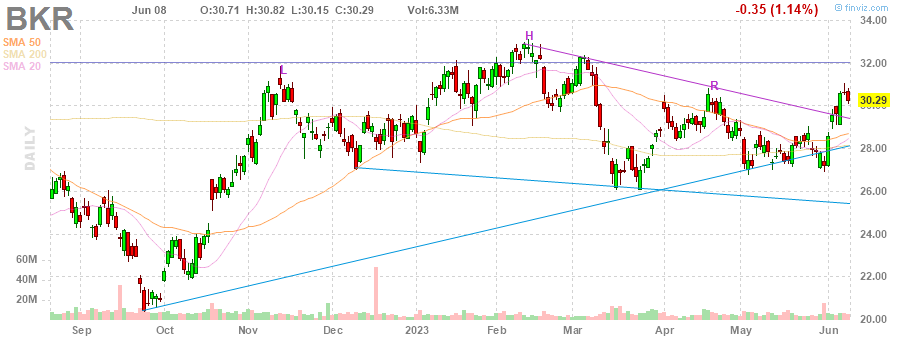 BKR
Jun 08 O:30.71 H:30.82 L:30.15 C:30.29 Vol:6.33M
© finviz.com
-0.35 (1.14%)
SMA 50
SMA 200
SMA 20
DAILY
L
H
R
34.00
32.00
30.29
28.00
26.00
24.00
22.00
20.00
60M
40M
20M
Sep Oct Nov Dec 2023 Feb Mar Apr May Jun